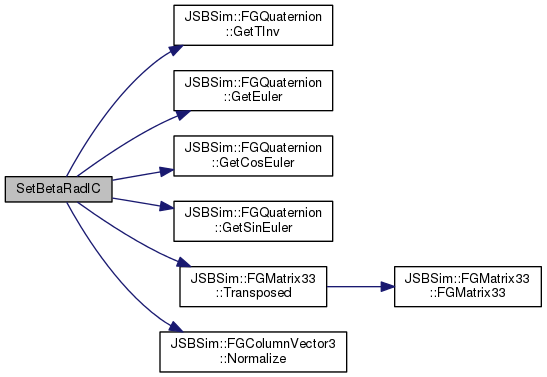 JSBSim::FGQuaternion
::GetTInv
JSBSim::FGQuaternion
::GetEuler
JSBSim::FGQuaternion
::GetCosEuler
SetBetaRadIC
JSBSim::FGQuaternion
::GetSinEuler
JSBSim::FGMatrix33
::Transposed
JSBSim::FGMatrix33
::FGMatrix33
JSBSim::FGColumnVector3
::Normalize